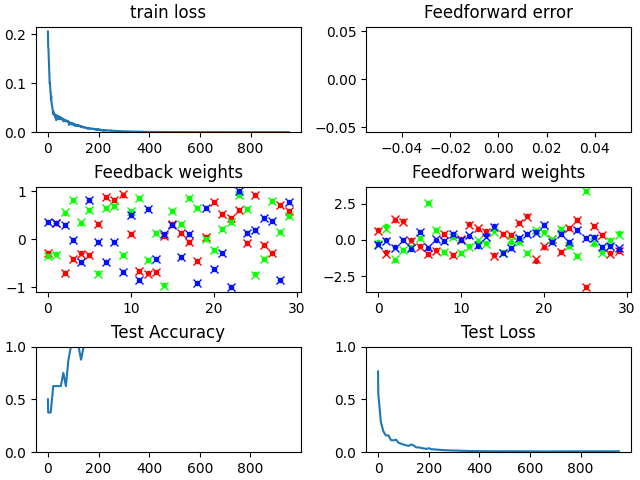 train loss
0.2
0.1
0.0
0 200 400 600 800
Feedforward error
0.05
0.00
−0.05
−0.04 −0.02 0.00 0.02 0.04
Feedback weights
1
0
−1
0 10 20 30
Feedforward weights
2.5
0.0
−2.5
0 10 20 30
Test Accuracy
1.0
0.5
0.0
0 200 400 600 800
Test Loss
1.0
0.5
0.0
0 200 400 600 800